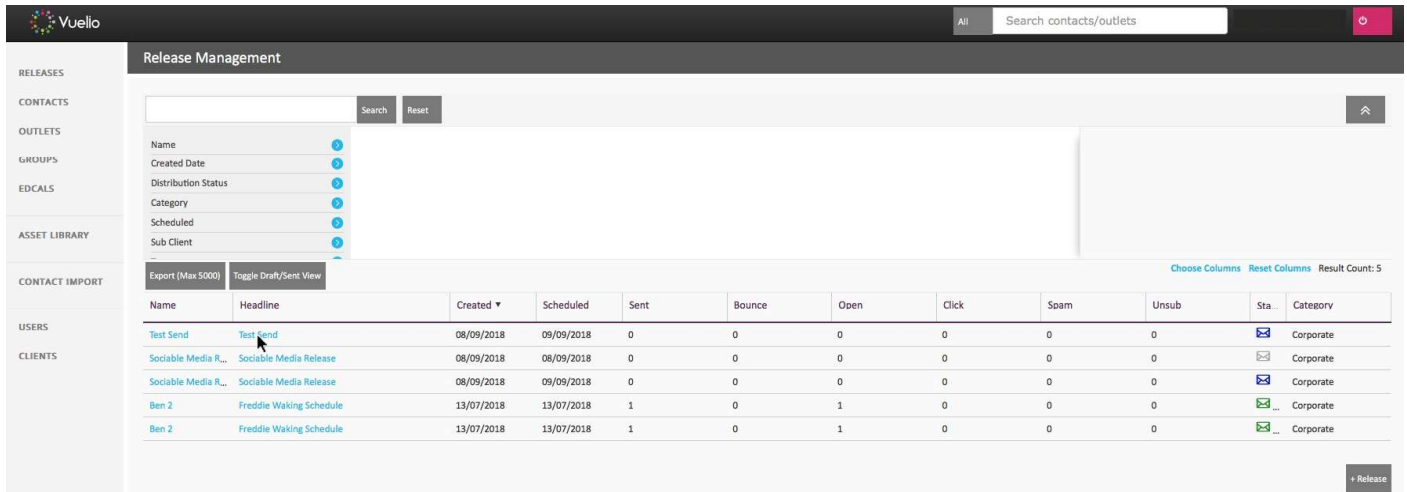 Vuelio
All Search contacts/outlets
Release Management
RELEASES
CONTACTS
OUTLETS
GROUPS
EDCALS
ASSET LIBRARY
CONTACT IMPORT
USERS
CLIENTS
Search Reset
Name
Created Date
Distribution Status
Category
Scheduled
Sub Client
Export (Max 5000) Toggle Draft/Sent View Choose Columns Reset Columns Result Count: 5
Name Headline Created ▼ Scheduled Sent Bounce Open Click Spam Unsub Sta... Category
Test Send Test Send 08/09/2018 09/09/2018 0 0 0 0 0 0 Corporate
Sociable Media R... Sociable Media Release 08/09/2018 08/09/2018 0 0 0 0 0 0 Corporate
Sociable Media R... Sociable Media Release 08/09/2018 09/09/2018 0 0 0 0 0 0 Corporate
Ben 2 Freddie Waking Schedule 13/07/2018 13/07/2018 1 0 1 0 0 0 ... Corporate
Ben 2 Freddie Waking Schedule 13/07/2018 13/07/2018 1 0 1 0 0 0 ... Corporate
+ Release